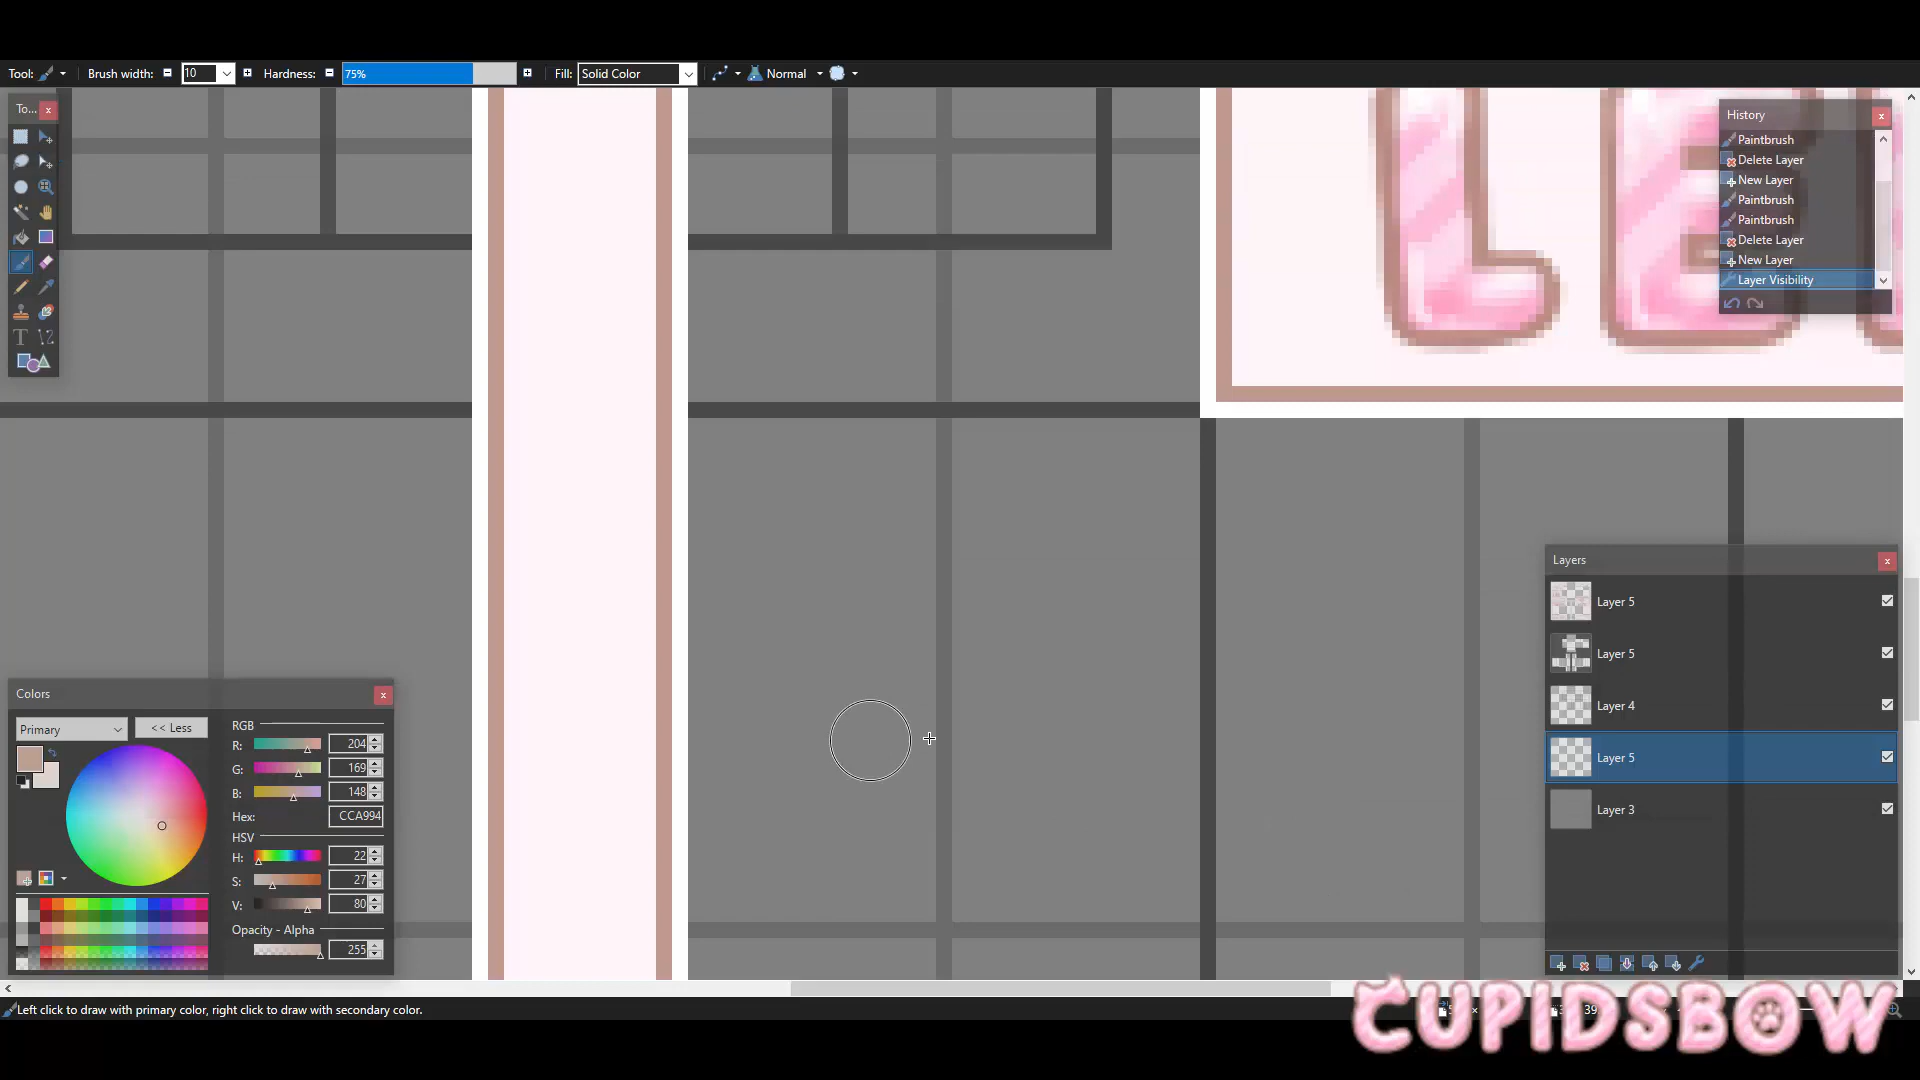 Tool: Brush width: 10 Hardness: 75% Fill: Solid Color Normal
To...
History
Paintbrush
Delete Layer
New Layer
Paintbrush
Paintbrush
Delete Layer
New Layer
Layer Visibility
Layers
Layer 5
Layer 5
Layer 4
Layer 5
Layer 3
Colors
Primary
<< Less
RGB
R: 204
G: 169
B: 148
Hex: CCA994
HSV
H: 22
S: 27
V: 80
Opacity - Alpha
255
T
LE
Left click to draw with primary color, right click to draw with secondary color.
CUPIDSBOW